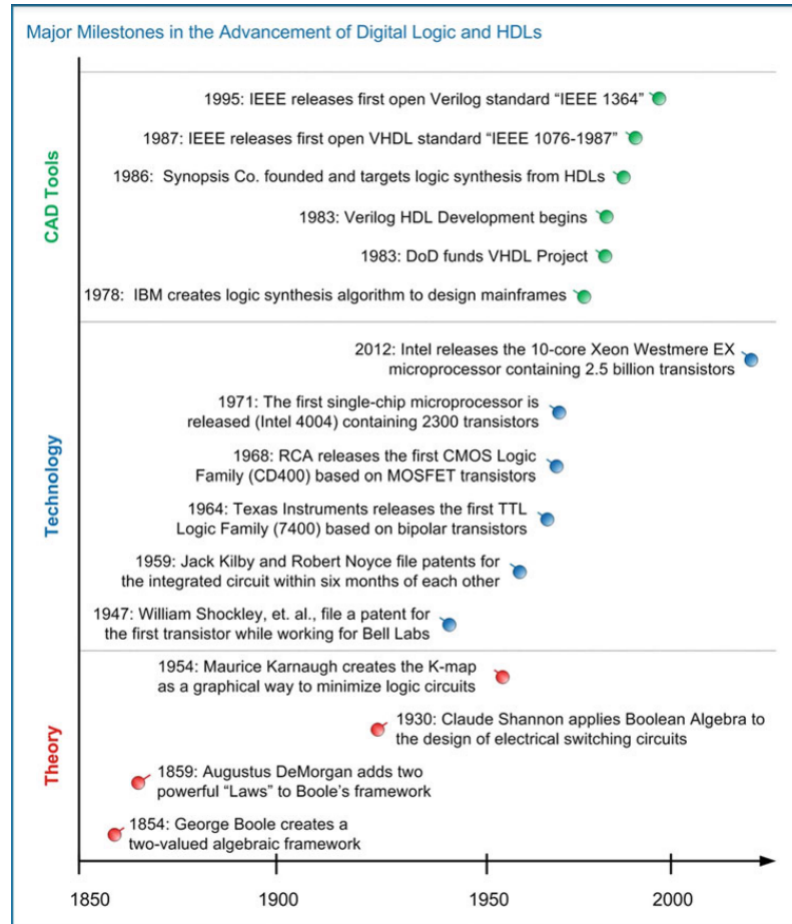 Major Milestones in the Advancement of Digital Logic and HDLs
CAD Tools
1995: IEEE releases first open Verilog standard “IEEE 1364”
1987: IEEE releases first open VHDL standard “IEEE 1076-1987”
1986:  Synopsis Co. founded and targets logic synthesis from HDLs
1983: Verilog HDL Development begins
1983: DoD funds VHDL Project
1978:  IBM creates logic synthesis algorithm to design mainframes
Technology
2012: Intel releases the 10-core Xeon Westmere EX
microprocessor containing 2.5 billion transistors
1971: The first single-chip microprocessor is
released (Intel 4004) containing 2300 transistors
1968: RCA releases the first CMOS Logic
Family (CD400) based on MOSFET transistors
1964: Texas Instruments releases the first TTL
Logic Family (7400) based on bipolar transistors
1959: Jack Kilby and Robert Noyce file patents for
the integrated circuit within six months of each other
1947: William Shockley, et. al., file a patent for
the first transistor while working for Bell Labs
Theory
1954: Maurice Karnaugh creates the K-map
as a graphical way to minimize logic circuits
1930: Claude Shannon applies Boolean Algebra to
the design of electrical switching circuits
1859: Augustus DeMorgan adds two
powerful “Laws” to Boole’s framework
1854: George Boole creates a
two-valued algebraic framework
1850
1900
1950
2000